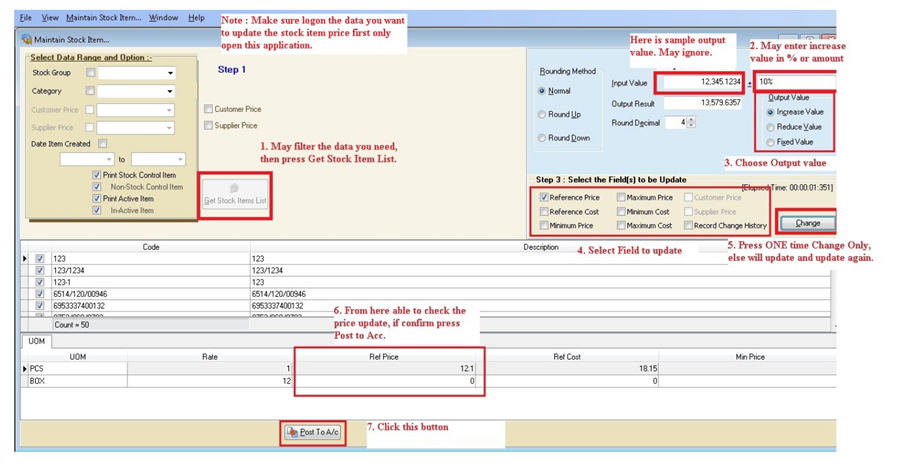 File View Maintain Stock Item... Window Help
Note : Make sure logon the data you want
to update the stock item price first only
open this application.
Maintain Stock Item...
Select Data Range and Option :-
Stock Group
Category
Customer Price
Supplier Price
Date Item Created
to
Print Stock Control Item
Non-Stock Control Item
Print Active Item
In-Active Item
Step 1
Customer Price
Supplier Price
1. May filter the data you need,
then press Get Stock Item List.
Get Stock Items List
Here is sample output
value. May ignore.
2. May enter increase
value in % or amount
Rounding Method
Normal
Round Up
Round Down
Input Value 12,345.1234 + 10%
Output Result 13,579.6357
Round Decimal 4
Output Value
Increase Value
Reduce Value
Fixed Value
3. Choose Output value
Step 3 : Select the Field(s) to be Update
[Elapsed Time: 00:00:01:351]
Reference Price Maximum Price Customer Price
Reference Cost Minimum Cost Supplier Price
Minimum Price Maximum Cost Record Change History
Change
4. Select Field to update
5. Press ONE time Change Only,
else will update and update again.
Code Description
123 123
123/1234 123/1234
123-1 123
6514/120/00946 6514/120/00946
6953337400132 6953337400132
Count = 50
6. From here able to check the
price update, if confirm press
Post to Acc.
UOM
UOM Rate Ref Price Ref Cost Min Price
PCS 1 12.1 18.15
BOX 12 0 0
Post To A/c
7. Click this button